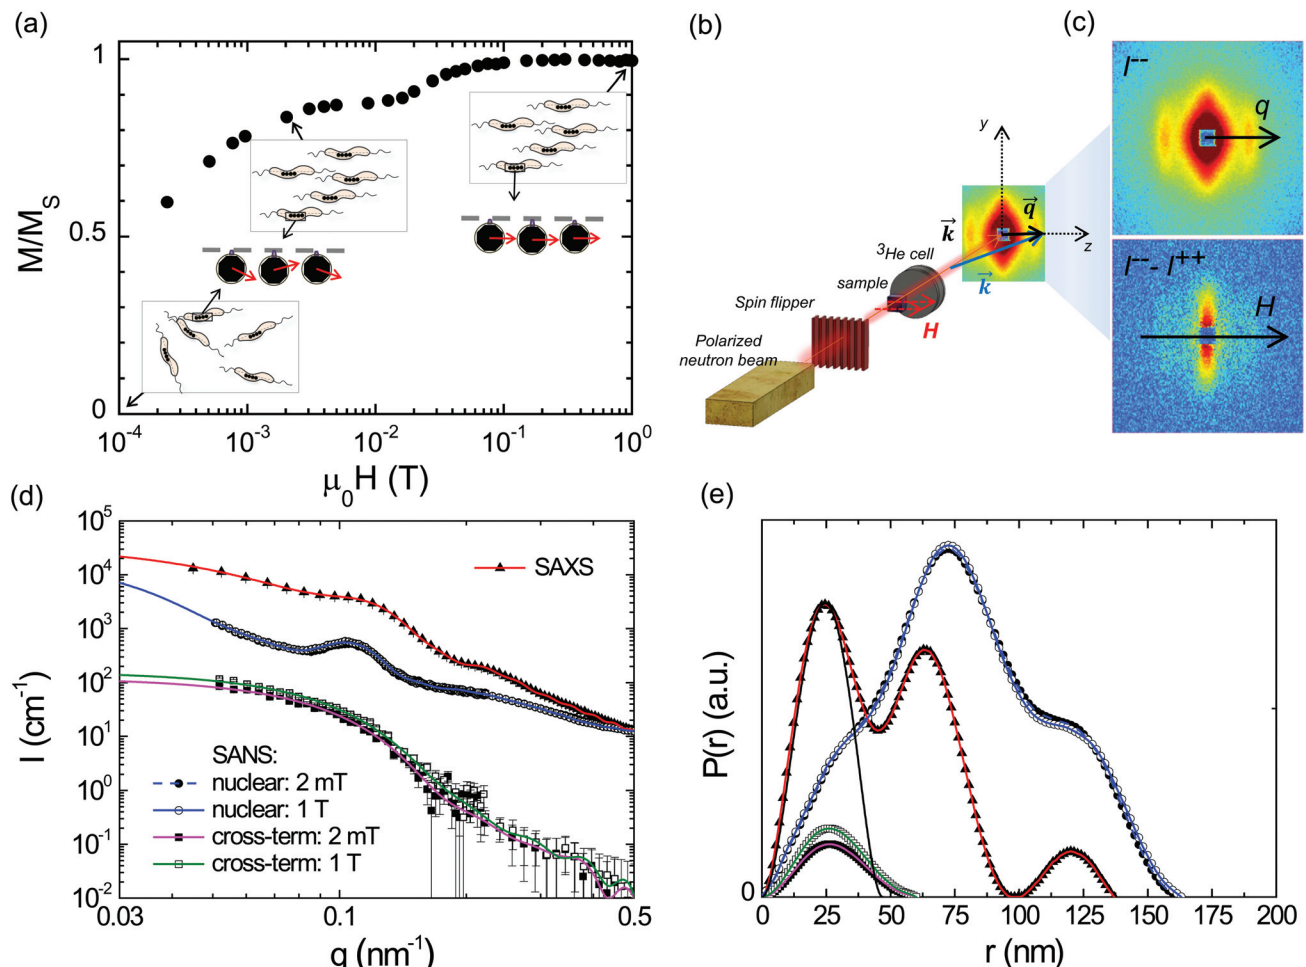 (a)
M/M_S
1
0.5
0
10^-4
10^-3
10^-2
10^-1
10^0
μ_0H (T)
(b)
y
z
k⃗
q⃗
k⃗
^3He cell
sample
H
Spin flipper
Polarized
neutron beam
(c)
I^--
q
I^-- - I^++
H
(d)
I (cm^-1)
10^5
10^4
10^3
10^2
10^1
10^0
10^-1
10^-2
0.03
0.1
0.5
q (nm^-1)
SAXS
SANS:
nuclear: 2 mT
nuclear: 1 T
cross-term: 2 mT
cross-term: 1 T
(e)
P(r) (a.u.)
0
0 25 50 75 100 125 150 175 200
r (nm)